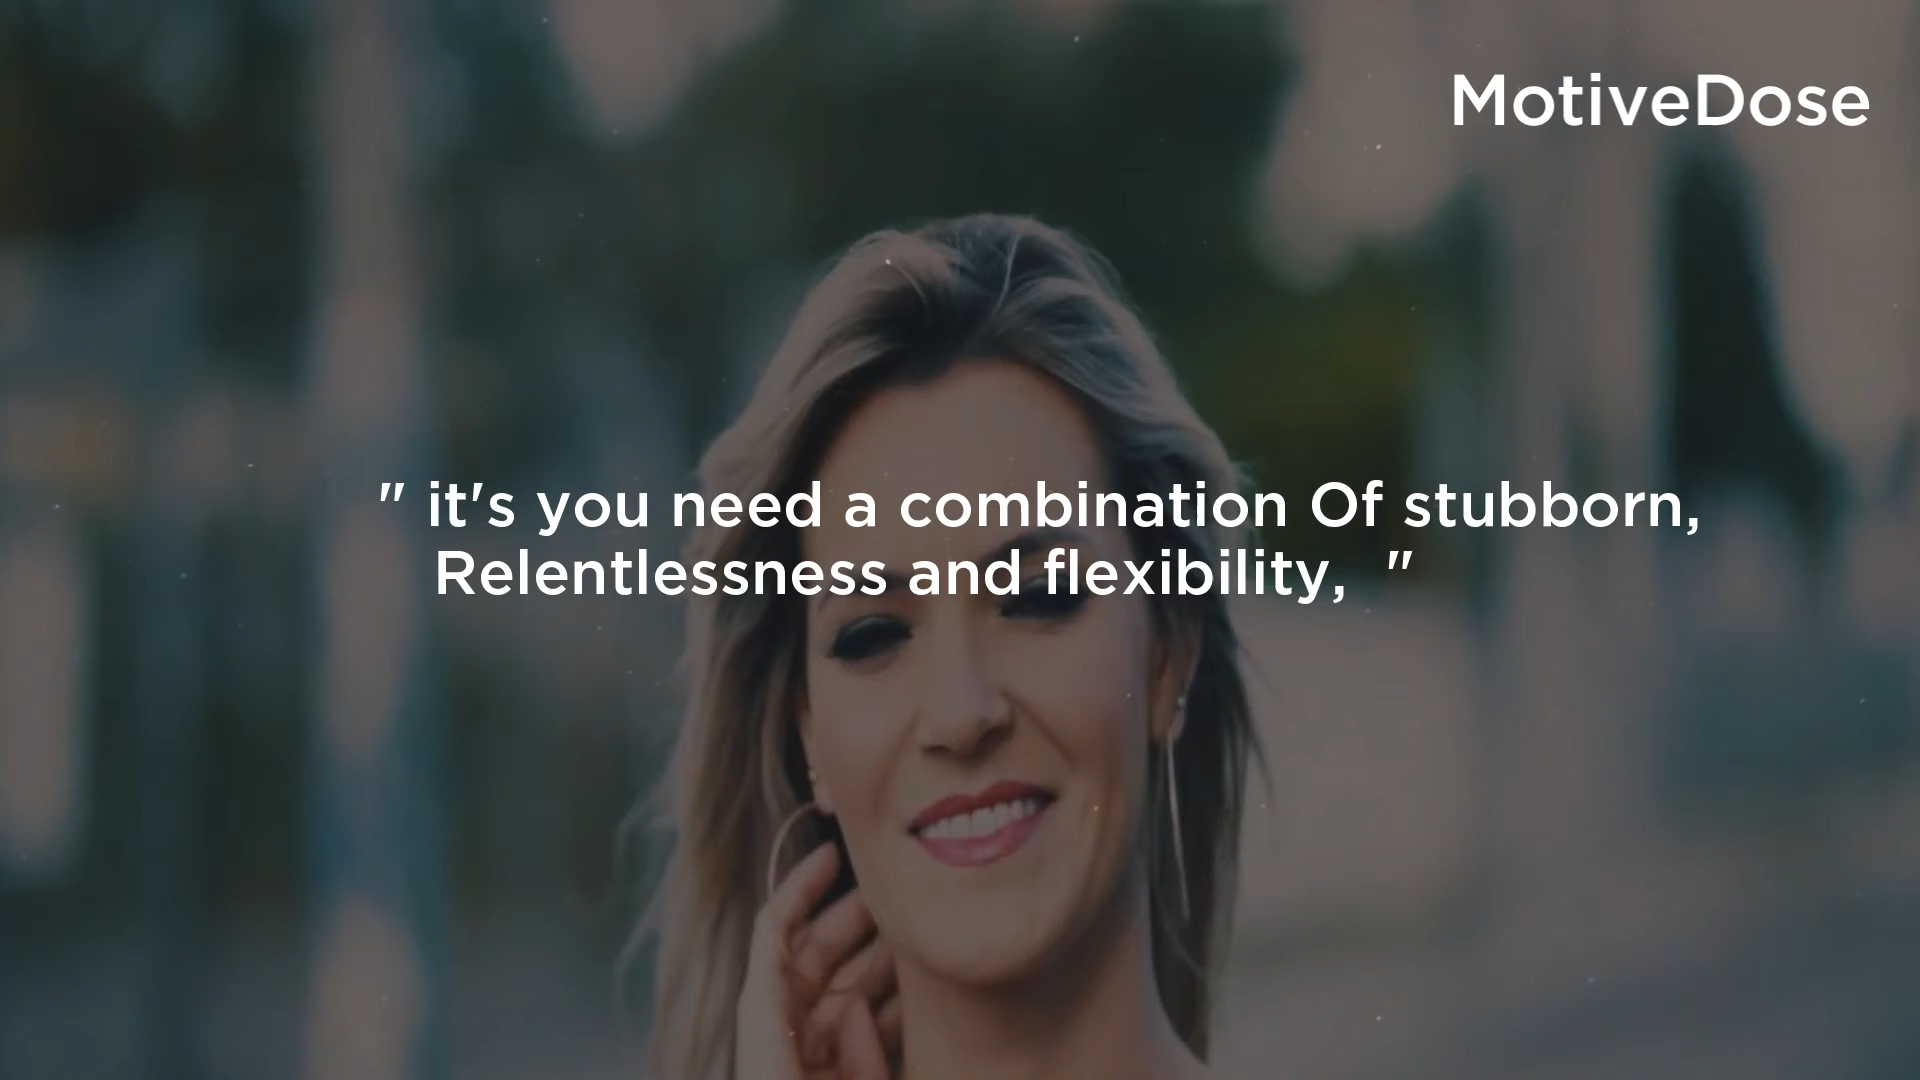 MotiveDose
" it's you need a combination Of stubborn,
Relentlessness and flexibility, "